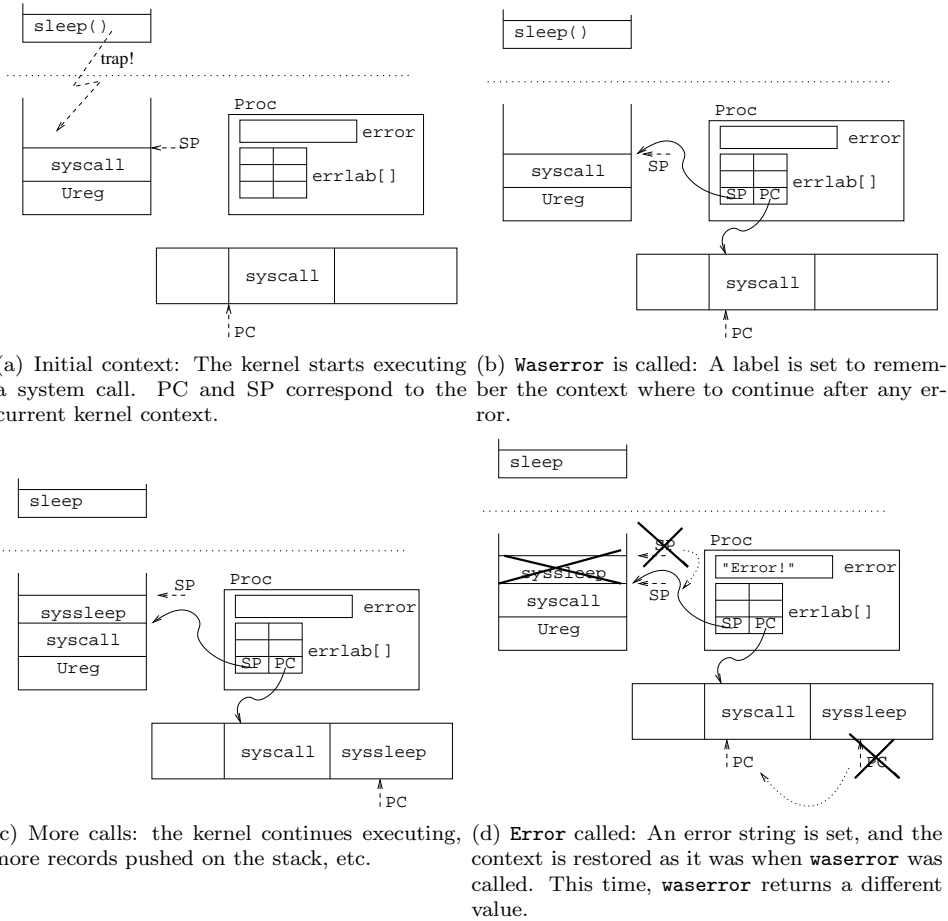 sleep()
trap!
Proc
error
SP
syscall
errlab[]
Ureg
syscall
PC
(a) Initial context: The kernel starts executing
a system call. PC and SP correspond to the
current kernel context.
sleep()
Proc
error
SP
syscall
errlab[]
SP PC
Ureg
syscall
PC
(b) Waserror is called: A label is set to remem-
ber the context where to continue after any er-
ror.
sleep
SP
Proc
error
syssleep
syscall
errlab[]
Ureg
SP PC
syscall syssleep
PC
c) More calls: the kernel continues executing,
more records pushed on the stack, etc.
sleep
SP
Proc
"Error!" error
syssleep
SP
syscall
errlab[]
Ureg
SP PC
syscall syssleep
PC
PC
(d) Error called: An error string is set, and the
context is restored as it was when waserror was
called. This time, waserror returns a different
value.